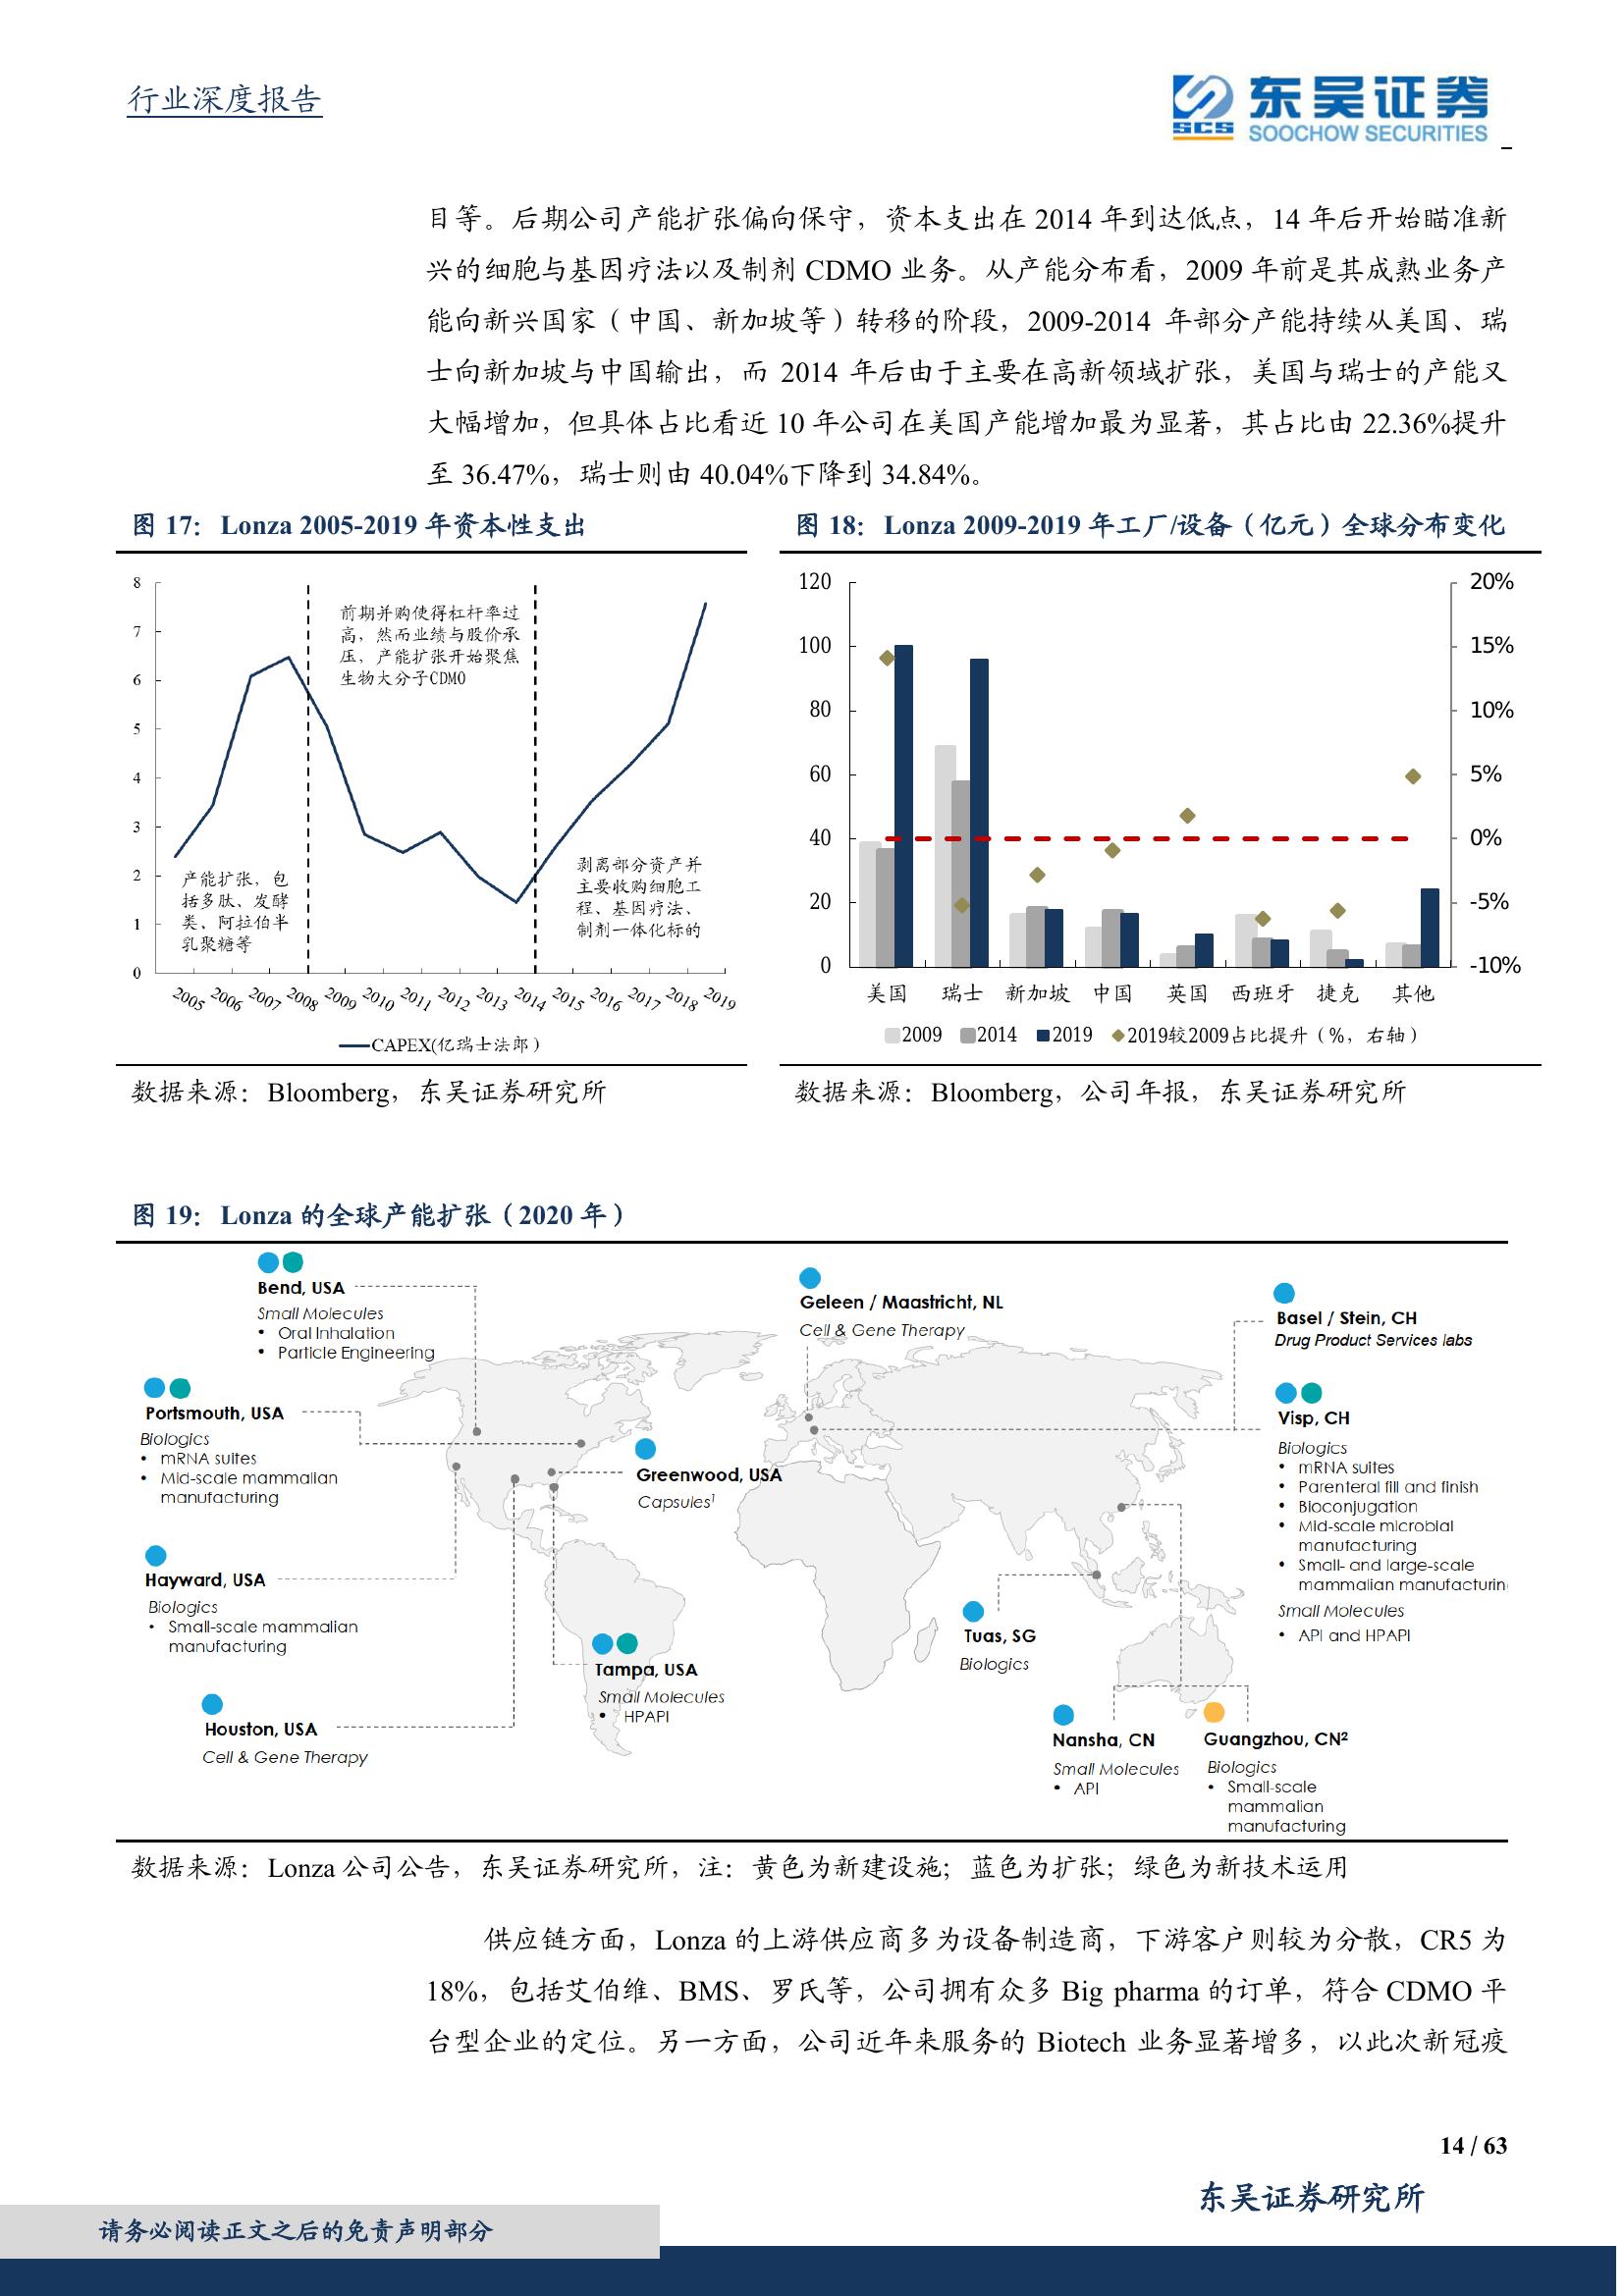 行业深度报告
东吴证券
SCS
SOOCHOW SECURITIES
目等。后期公司产能扩张偏向保守，资本支出在 2014 年到达低点，14 年后开始瞄准新
兴的细胞与基因疗法以及制剂 CDMO 业务。从产能分布看，2009 年前是其成熟业务产
能向新兴国家（中国、新加坡等）转移的阶段，2009-2014 年部分产能持续从美国、瑞
士向新加坡与中国输出，而 2014 年后由于主要在高新领域扩张，美国与瑞士的产能又
大幅增加，但具体占比看近 10 年公司在美国产能增加最为显著，其占比由 22.36%提升
至 36.47%，瑞士则由 40.04%下降到 34.84%。
图 17：Lonza 2005-2019 年资本性支出
8
7
6
5
4
3
2
1
0
前期并购使得杠杆率过
高，然而业绩与股价承
压，产能扩张开始聚焦
生物大分子CDMO
产能扩张，包
括多肽、发酵
类、阿拉伯半
乳聚糖等
剥离部分资产并
主要收购细胞工
程、基因疗法、
制剂一体化标的
2005 2006 2007 2008 2009 2010 2011 2012 2013 2014 2015 2016 2017 2018 2019
CAPEX(亿瑞士法郎）
数据来源：Bloomberg，东吴证券研究所
图 18：Lonza 2009-2019 年工厂/设备（亿元）全球分布变化
120
100
80
60
40
20
0
20%
15%
10%
5%
0%
-5%
-10%
美国 瑞士 新加坡 中国 英国 西班牙 捷克 其他
2009 2014 2019 2019较2009占比提升（%，右轴）
数据来源：Bloomberg，公司年报，东吴证券研究所
图 19：Lonza 的全球产能扩张（2020 年）
Bend, USA
Small Molecules
• Oral Inhalation
• Particle Engineering
Portsmouth, USA
Biologics
• mRNA suites
• Mid-scale mammalian
manufacturing
Hayward, USA
Biologics
• Small-scale mammalian
manufacturing
Houston, USA
Cell & Gene Therapy
Greenwood, USA
Capsules¹
Tampa, USA
Small Molecules
• HPAPI
Geleen / Maastricht, NL
Cell & Gene Therapy
Basel / Stein, CH
Drug Product Services labs
Visp, CH
Biologics
• mRNA suites
• Parenteral fill and finish
• Bioconjugation
• Mid-scale microbial
manufacturing
• Small- and large-scale
mammalian manufacturin
Small Molecules
• API and HPAPI
Tuas, SG
Biologics
Nansha, CN
Small Molecules
• API
Guangzhou, CN²
Biologics
• Small-scale
mammalian
manufacturing
数据来源：Lonza 公司公告，东吴证券研究所，注：黄色为新建设施；蓝色为扩张；绿色为新技术运用
供应链方面，Lonza 的上游供应商多为设备制造商，下游客户则较为分散，CR5 为
18%，包括艾伯维、BMS、罗氏等，公司拥有众多 Big pharma 的订单，符合 CDMO 平
台型企业的定位。另一方面，公司近年来服务的 Biotech 业务显著增多，以此次新冠疫
14 / 63
东吴证券研究所
请务必阅读正文之后的免责声明部分